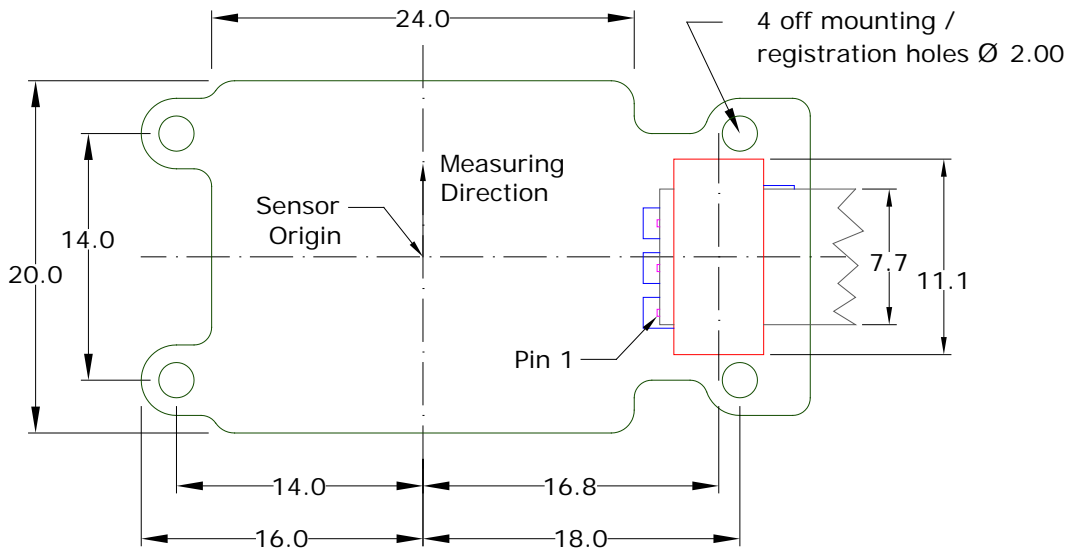 24.0
4 off mounting /
registration holes Ø 2.00
Measuring
Direction
Sensor
Origin
14.0
20.0
7.7
11.1
Pin 1
14.0
16.8
16.0
18.0